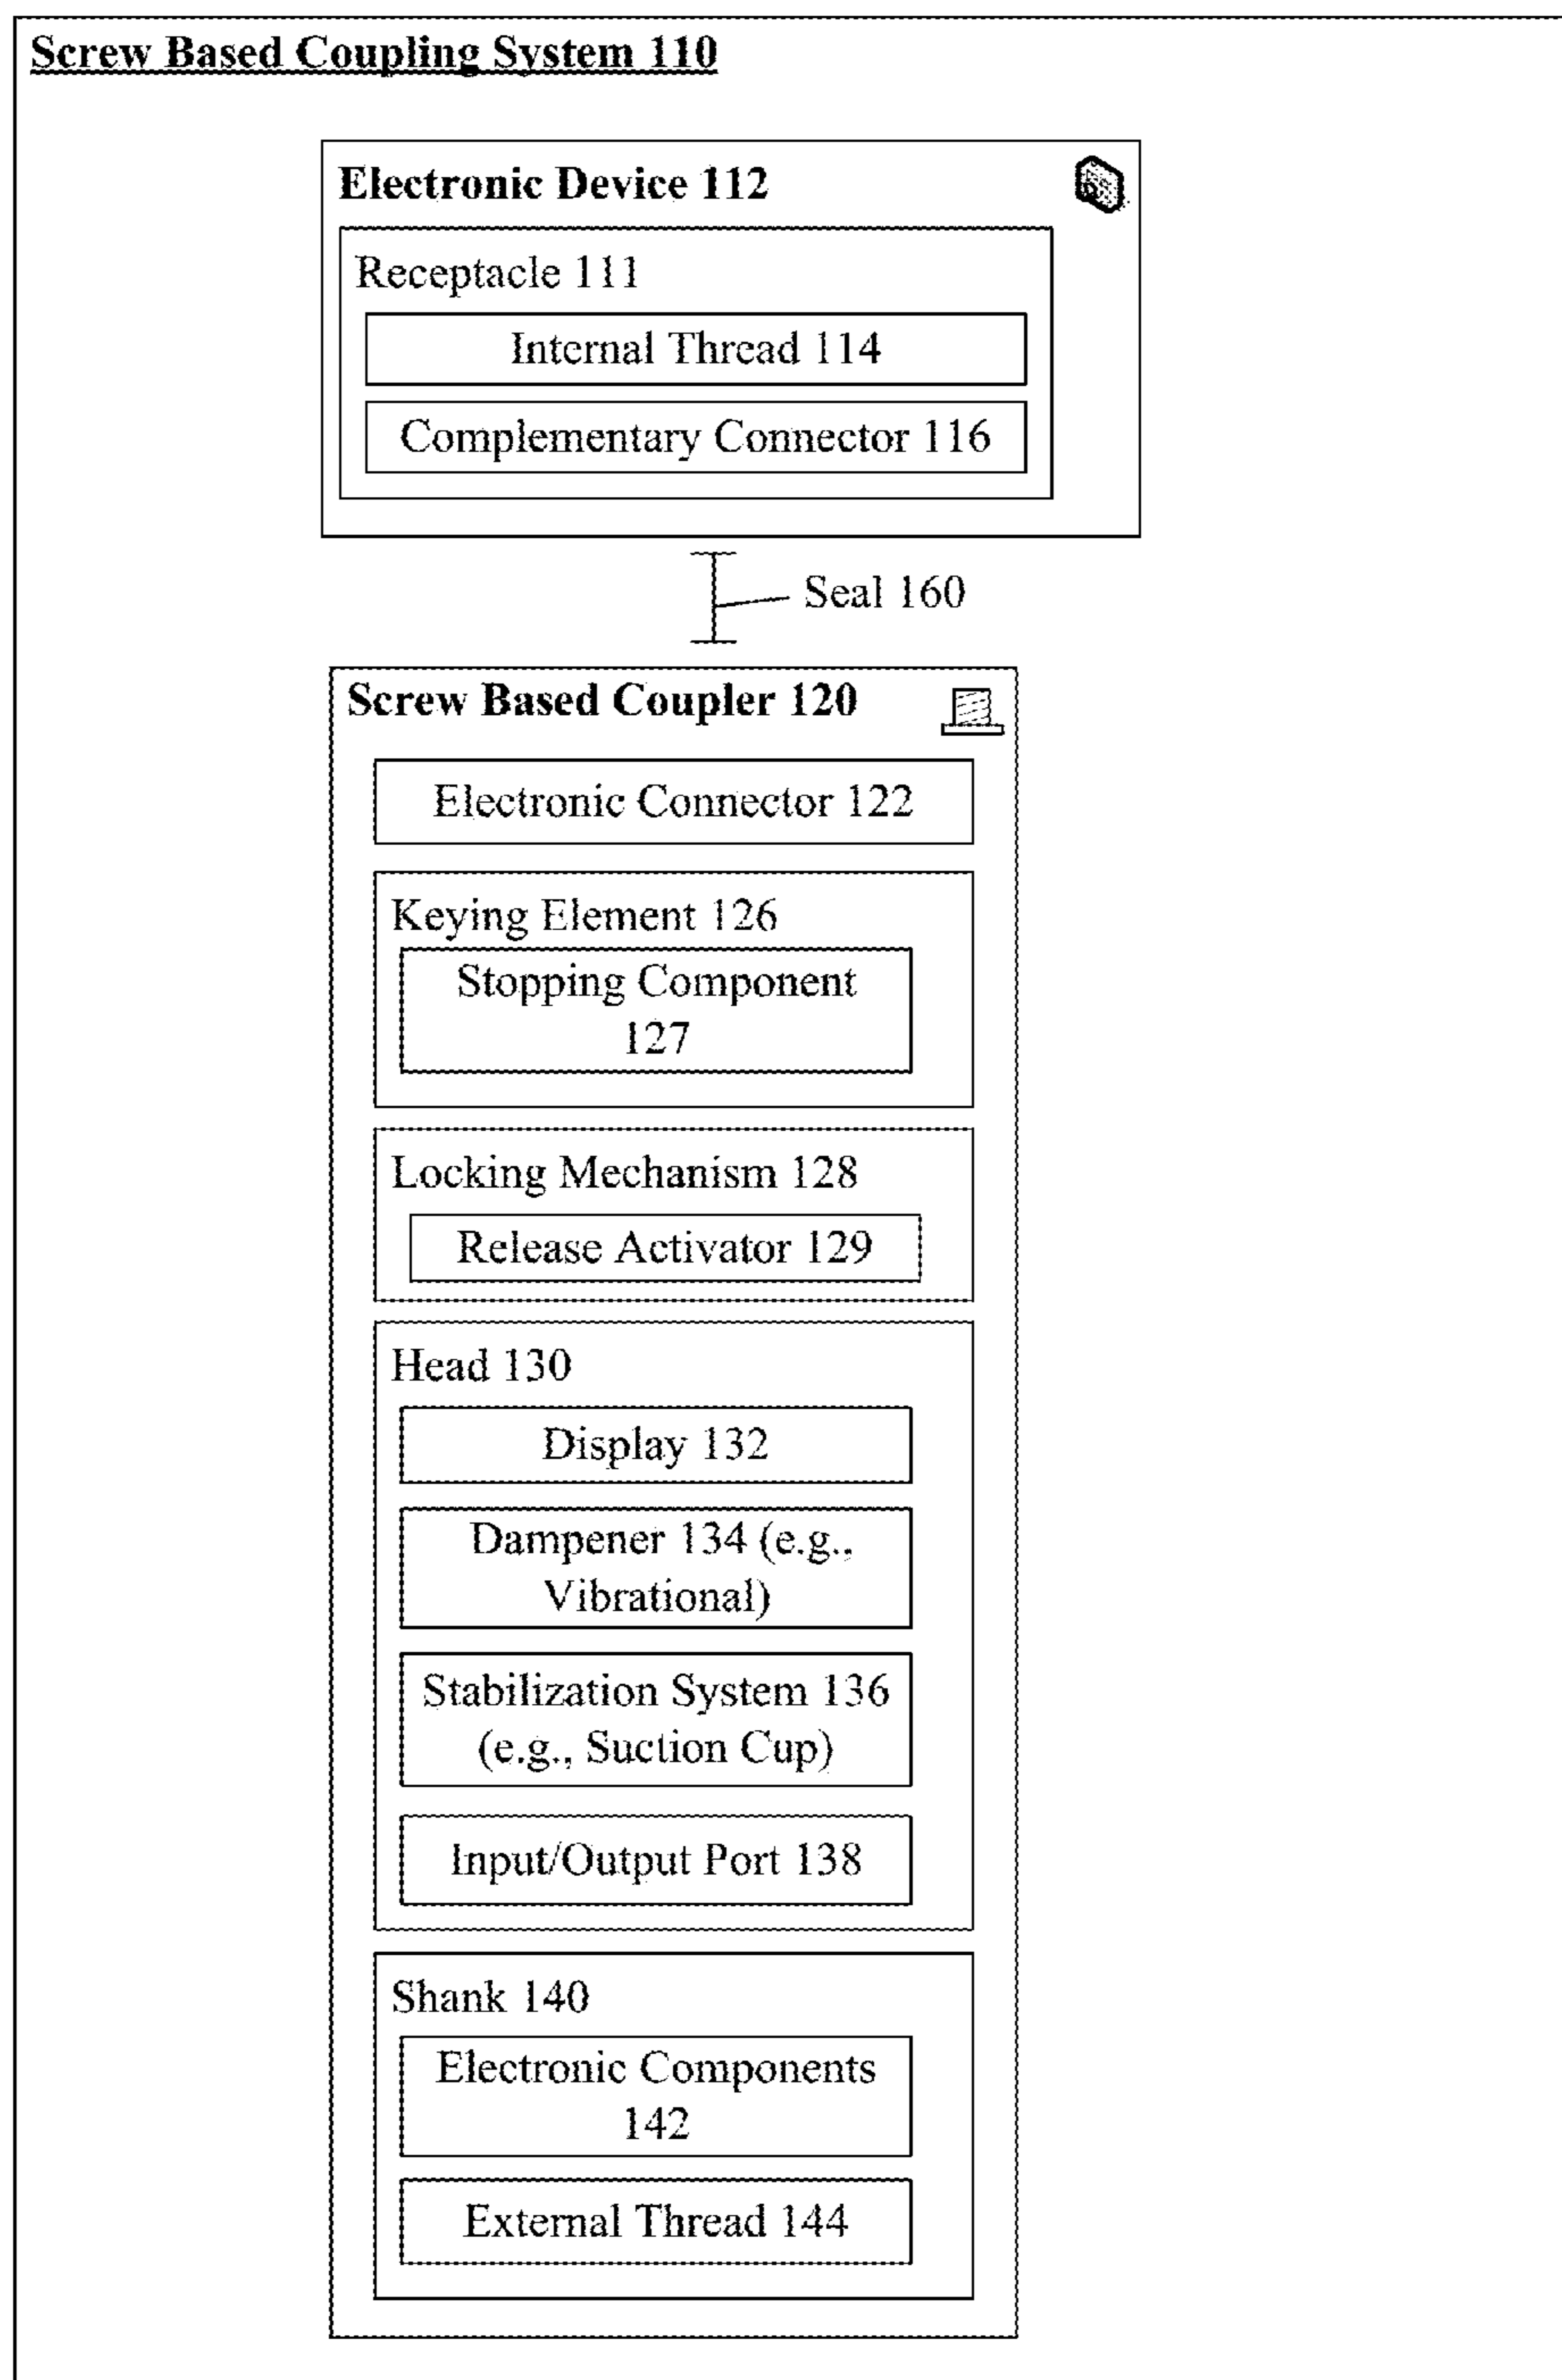 Screw Based Coupling System 110
Electronic Device 112
Receptacle 111
Internal Thread 114
Complementary Connector 116
Seal 160
Screw Based Coupler 120
Electronic Connector 122
Keying Element 126
Stopping Component
127
Locking Mechanism 128
Release Activator 129
Head 130
Display 132
Dampener 134 (e.g.,
Vibrational)
Stabilization System 136
(e.g., Suction Cup)
Input/Output Port 138
Shank 140
Electronic Components
142
External Thread 144